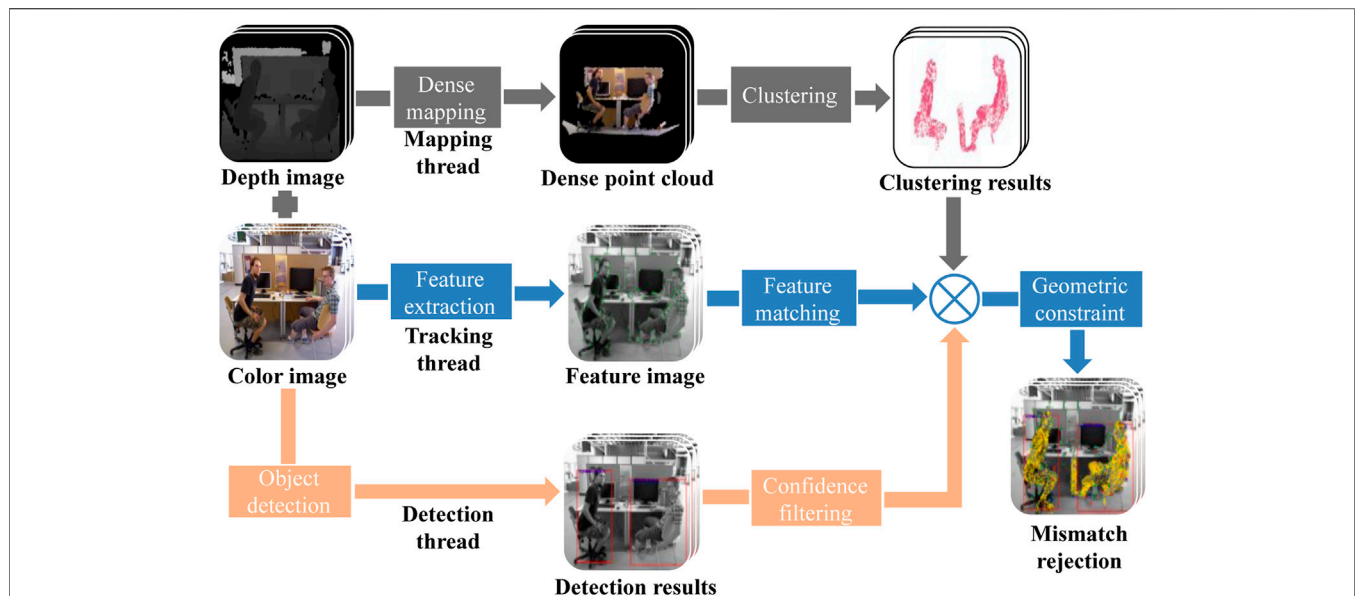 Dense
mapping
Mapping
thread
Clustering
Depth image
Dense point cloud
Clustering results
Feature
extraction
Tracking
thread
Feature
matching
Geometric
constraint
Color image
Feature image
Object
detection
Detection
thread
Confidence
filtering
Detection results
Mismatch
rejection